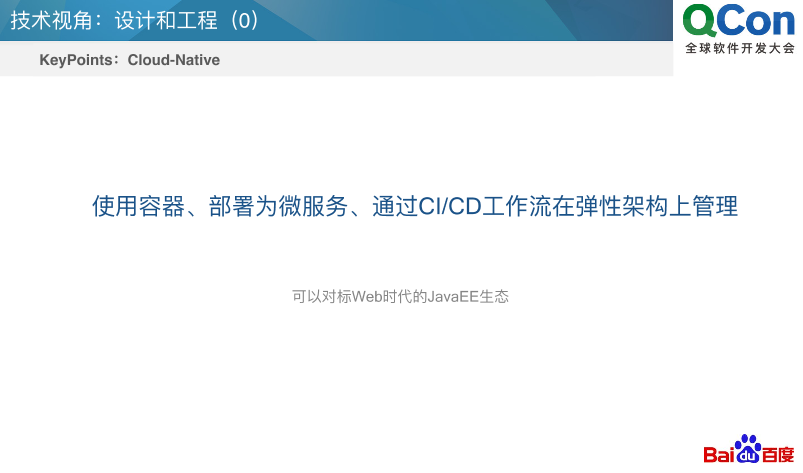 技术视角：设计和工程（0）
QCon
全球软件开发大会
KeyPoints：Cloud-Native
使用容器、部署为微服务、通过CI/CD工作流在弹性架构上管理
可以对标Web时代的JavaEE生态
Bai du 百度